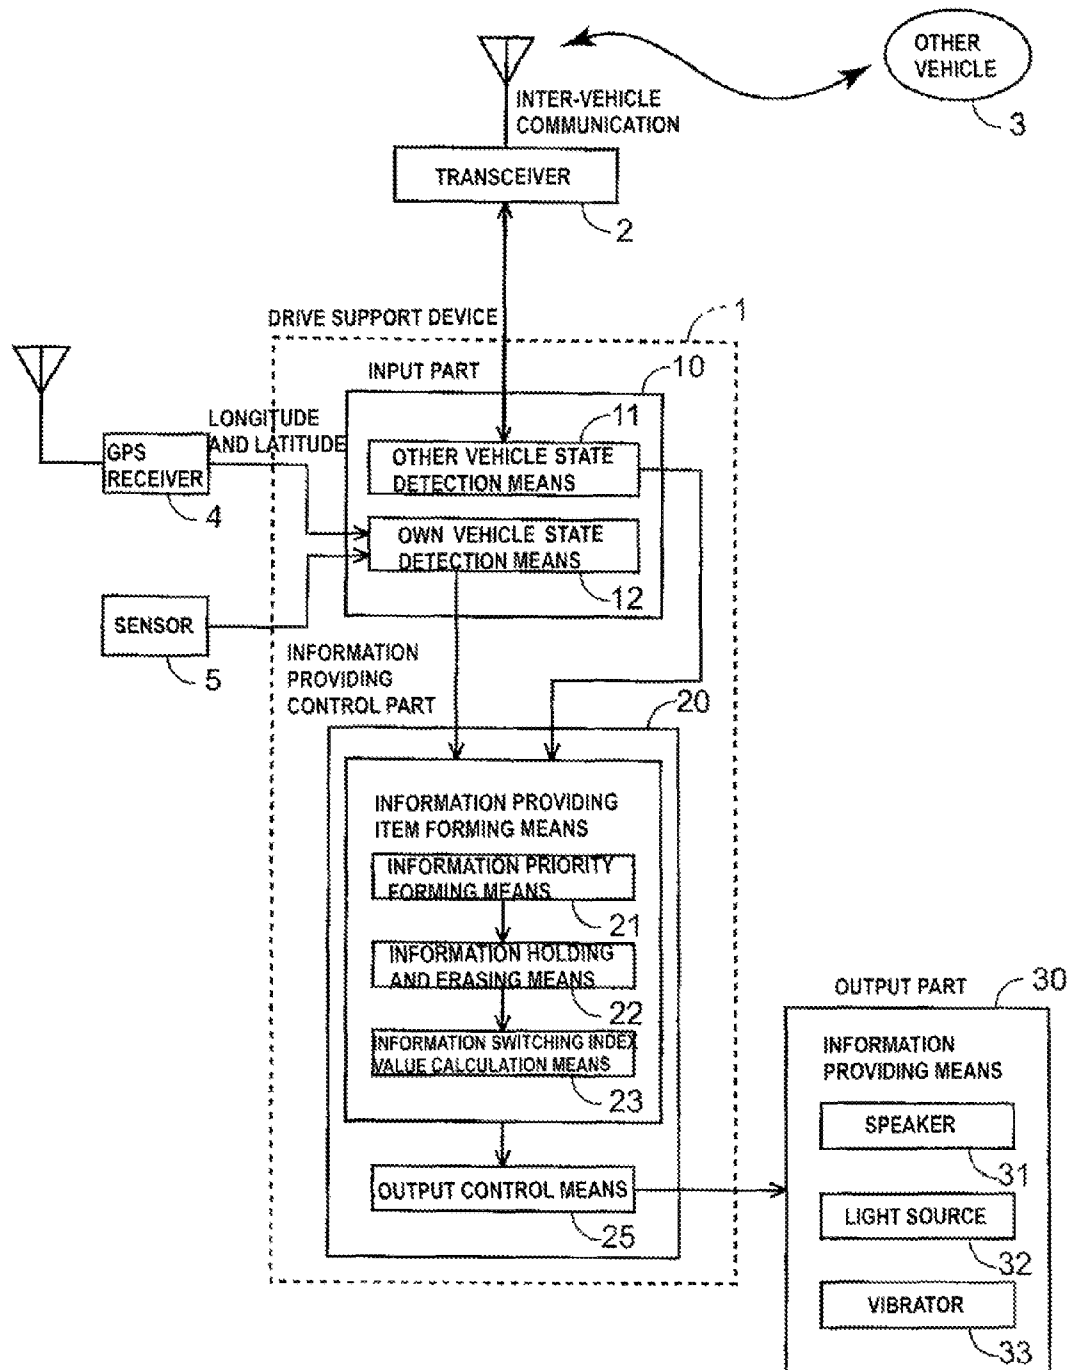 OTHER
VEHICLE
3
INTER-VEHICLE
COMMUNICATION
TRANSCEIVER
2
DRIVE SUPPORT DEVICE
1
INPUT PART
10
LONGITUDE
AND LATITUDE
GPS
RECEIVER
4
11
OTHER VEHICLE STATE
DETECTION MEANS
OWN VEHICLE STATE
DETECTION MEANS
12
SENSOR
5
INFORMATION
PROVIDING
CONTROL PART
20
INFORMATION PROVIDING
ITEM FORMING MEANS
INFORMATION PRIORITY
FORMING MEANS
21
INFORMATION HOLDING
AND ERASING MEANS
22
INFORMATION SWITCHING INDEX
VALUE CALCULATION MEANS
23
OUTPUT CONTROL MEANS
25
OUTPUT PART
30
INFORMATION
PROVIDING MEANS
SPEAKER
31
LIGHT SOURCE
32
VIBRATOR
33